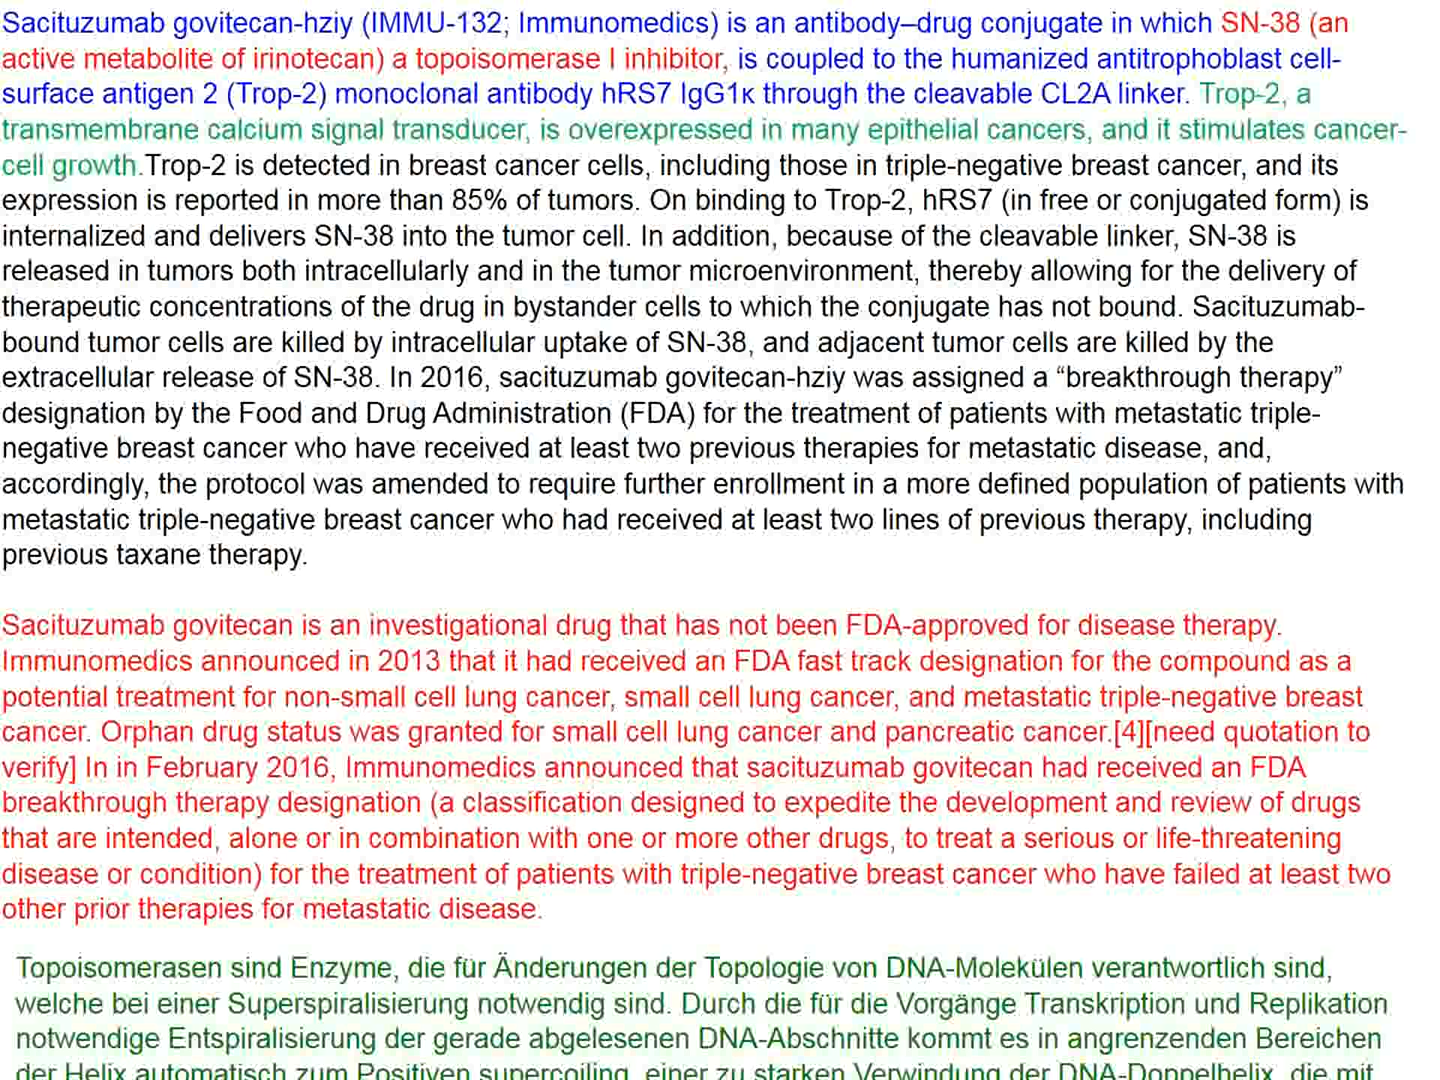 Sacituzumab govitecan-hziy (IMMU-132; Immunomedics) is an antibody–drug conjugate in which SN-38 (an
active metabolite of irinotecan) a topoisomerase I inhibitor, is coupled to the humanized antitrophoblast cell-
surface antigen 2 (Trop-2) monoclonal antibody hRS7 IgG1κ through the cleavable CL2A linker. Trop-2, a
transmembrane calcium signal transducer, is overexpressed in many epithelial cancers, and it stimulates cancer-
cell growth.Trop-2 is detected in breast cancer cells, including those in triple-negative breast cancer, and its
expression is reported in more than 85% of tumors. On binding to Trop-2, hRS7 (in free or conjugated form) is
internalized and delivers SN-38 into the tumor cell. In addition, because of the cleavable linker, SN-38 is
released in tumors both intracellularly and in the tumor microenvironment, thereby allowing for the delivery of
therapeutic concentrations of the drug in bystander cells to which the conjugate has not bound. Sacituzumab-
bound tumor cells are killed by intracellular uptake of SN-38, and adjacent tumor cells are killed by the
extracellular release of SN-38. In 2016, sacituzumab govitecan-hziy was assigned a “breakthrough therapy”
designation by the Food and Drug Administration (FDA) for the treatment of patients with metastatic triple-
negative breast cancer who have received at least two previous therapies for metastatic disease, and,
accordingly, the protocol was amended to require further enrollment in a more defined population of patients with
metastatic triple-negative breast cancer who had received at least two lines of previous therapy, including
previous taxane therapy.
Sacituzumab govitecan is an investigational drug that has not been FDA-approved for disease therapy.
Immunomedics announced in 2013 that it had received an FDA fast track designation for the compound as a
potential treatment for non-small cell lung cancer, small cell lung cancer, and metastatic triple-negative breast
cancer. Orphan drug status was granted for small cell lung cancer and pancreatic cancer.[4][need quotation to
verify] In in February 2016, Immunomedics announced that sacituzumab govitecan had received an FDA
breakthrough therapy designation (a classification designed to expedite the development and review of drugs
that are intended, alone or in combination with one or more other drugs, to treat a serious or life-threatening
disease or condition) for the treatment of patients with triple-negative breast cancer who have failed at least two
other prior therapies for metastatic disease.
Topoisomerasen sind Enzyme, die für Änderungen der Topologie von DNA-Molekülen verantwortlich sind,
welche bei einer Superspiralisierung notwendig sind. Durch die für die Vorgänge Transkription und Replikation
notwendige Entspiralisierung der gerade abgelesenen DNA-Abschnitte kommt es in angrenzenden Bereichen
der Helix automatisch zum Positiven supercoiling, einer zu starken Verwindung der DNA-Doppelhelix, die mit